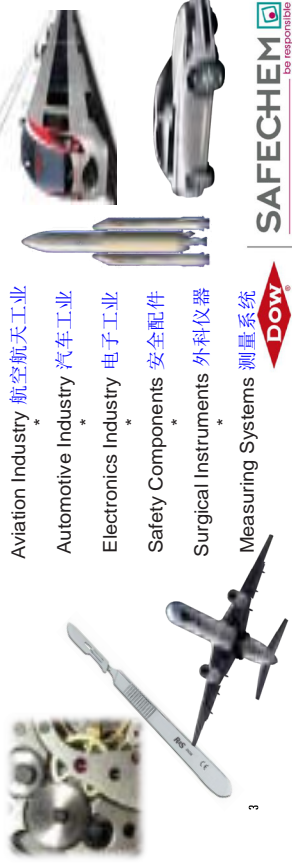 Aviation Industry 航空航天工业
*
Automotive Industry 汽车工业
*
Electronics Industry 电子工业
*
Safety Components 安全配件
*
Surgical Instruments 外科仪器
*
Measuring Systems 测量系统
3
DOW®
SAFECHEM
be responsible